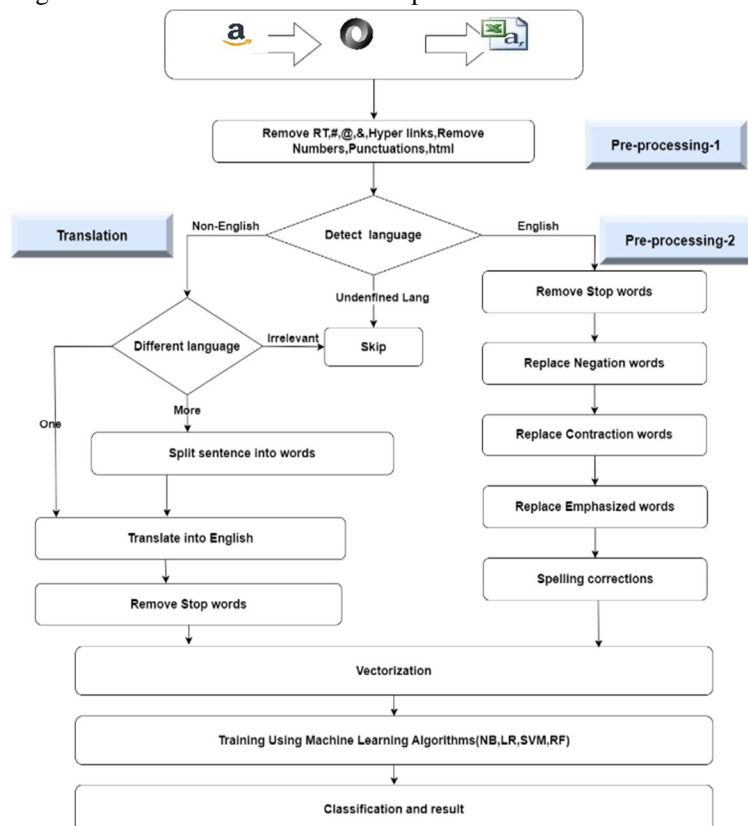 a
a,
Remove RT,#,@,&,Hyper links,Remove
Numbers,Punctuations,html
Pre-processing-1
Translation
Non-English
Detect language
English
Pre-processing-2
Undenfined Lang
Remove Stop words
Different language
Irrelevant
Skip
Replace Negation words
One
More
Split sentence into words
Replace Contraction words
Translate into English
Replace Emphasized words
Remove Stop words
Spelling corrections
Vectorization
Training Using Machine Learning Algorithms(NB,LR,SVM,RF)
Classification and result